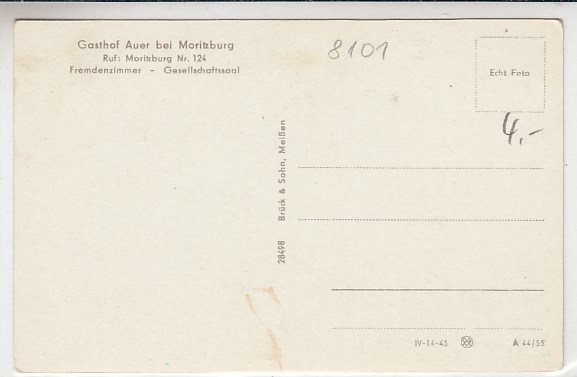 Gasthof Auer bei Moritzburg
Ruf: Moritzburg Nr. 124
Fremdenzimmer - Gesellschaftssaal
8101
Echt Foto
4,-
28498 Brück & Sohn, Meißen
IV-14-45
A 44/55